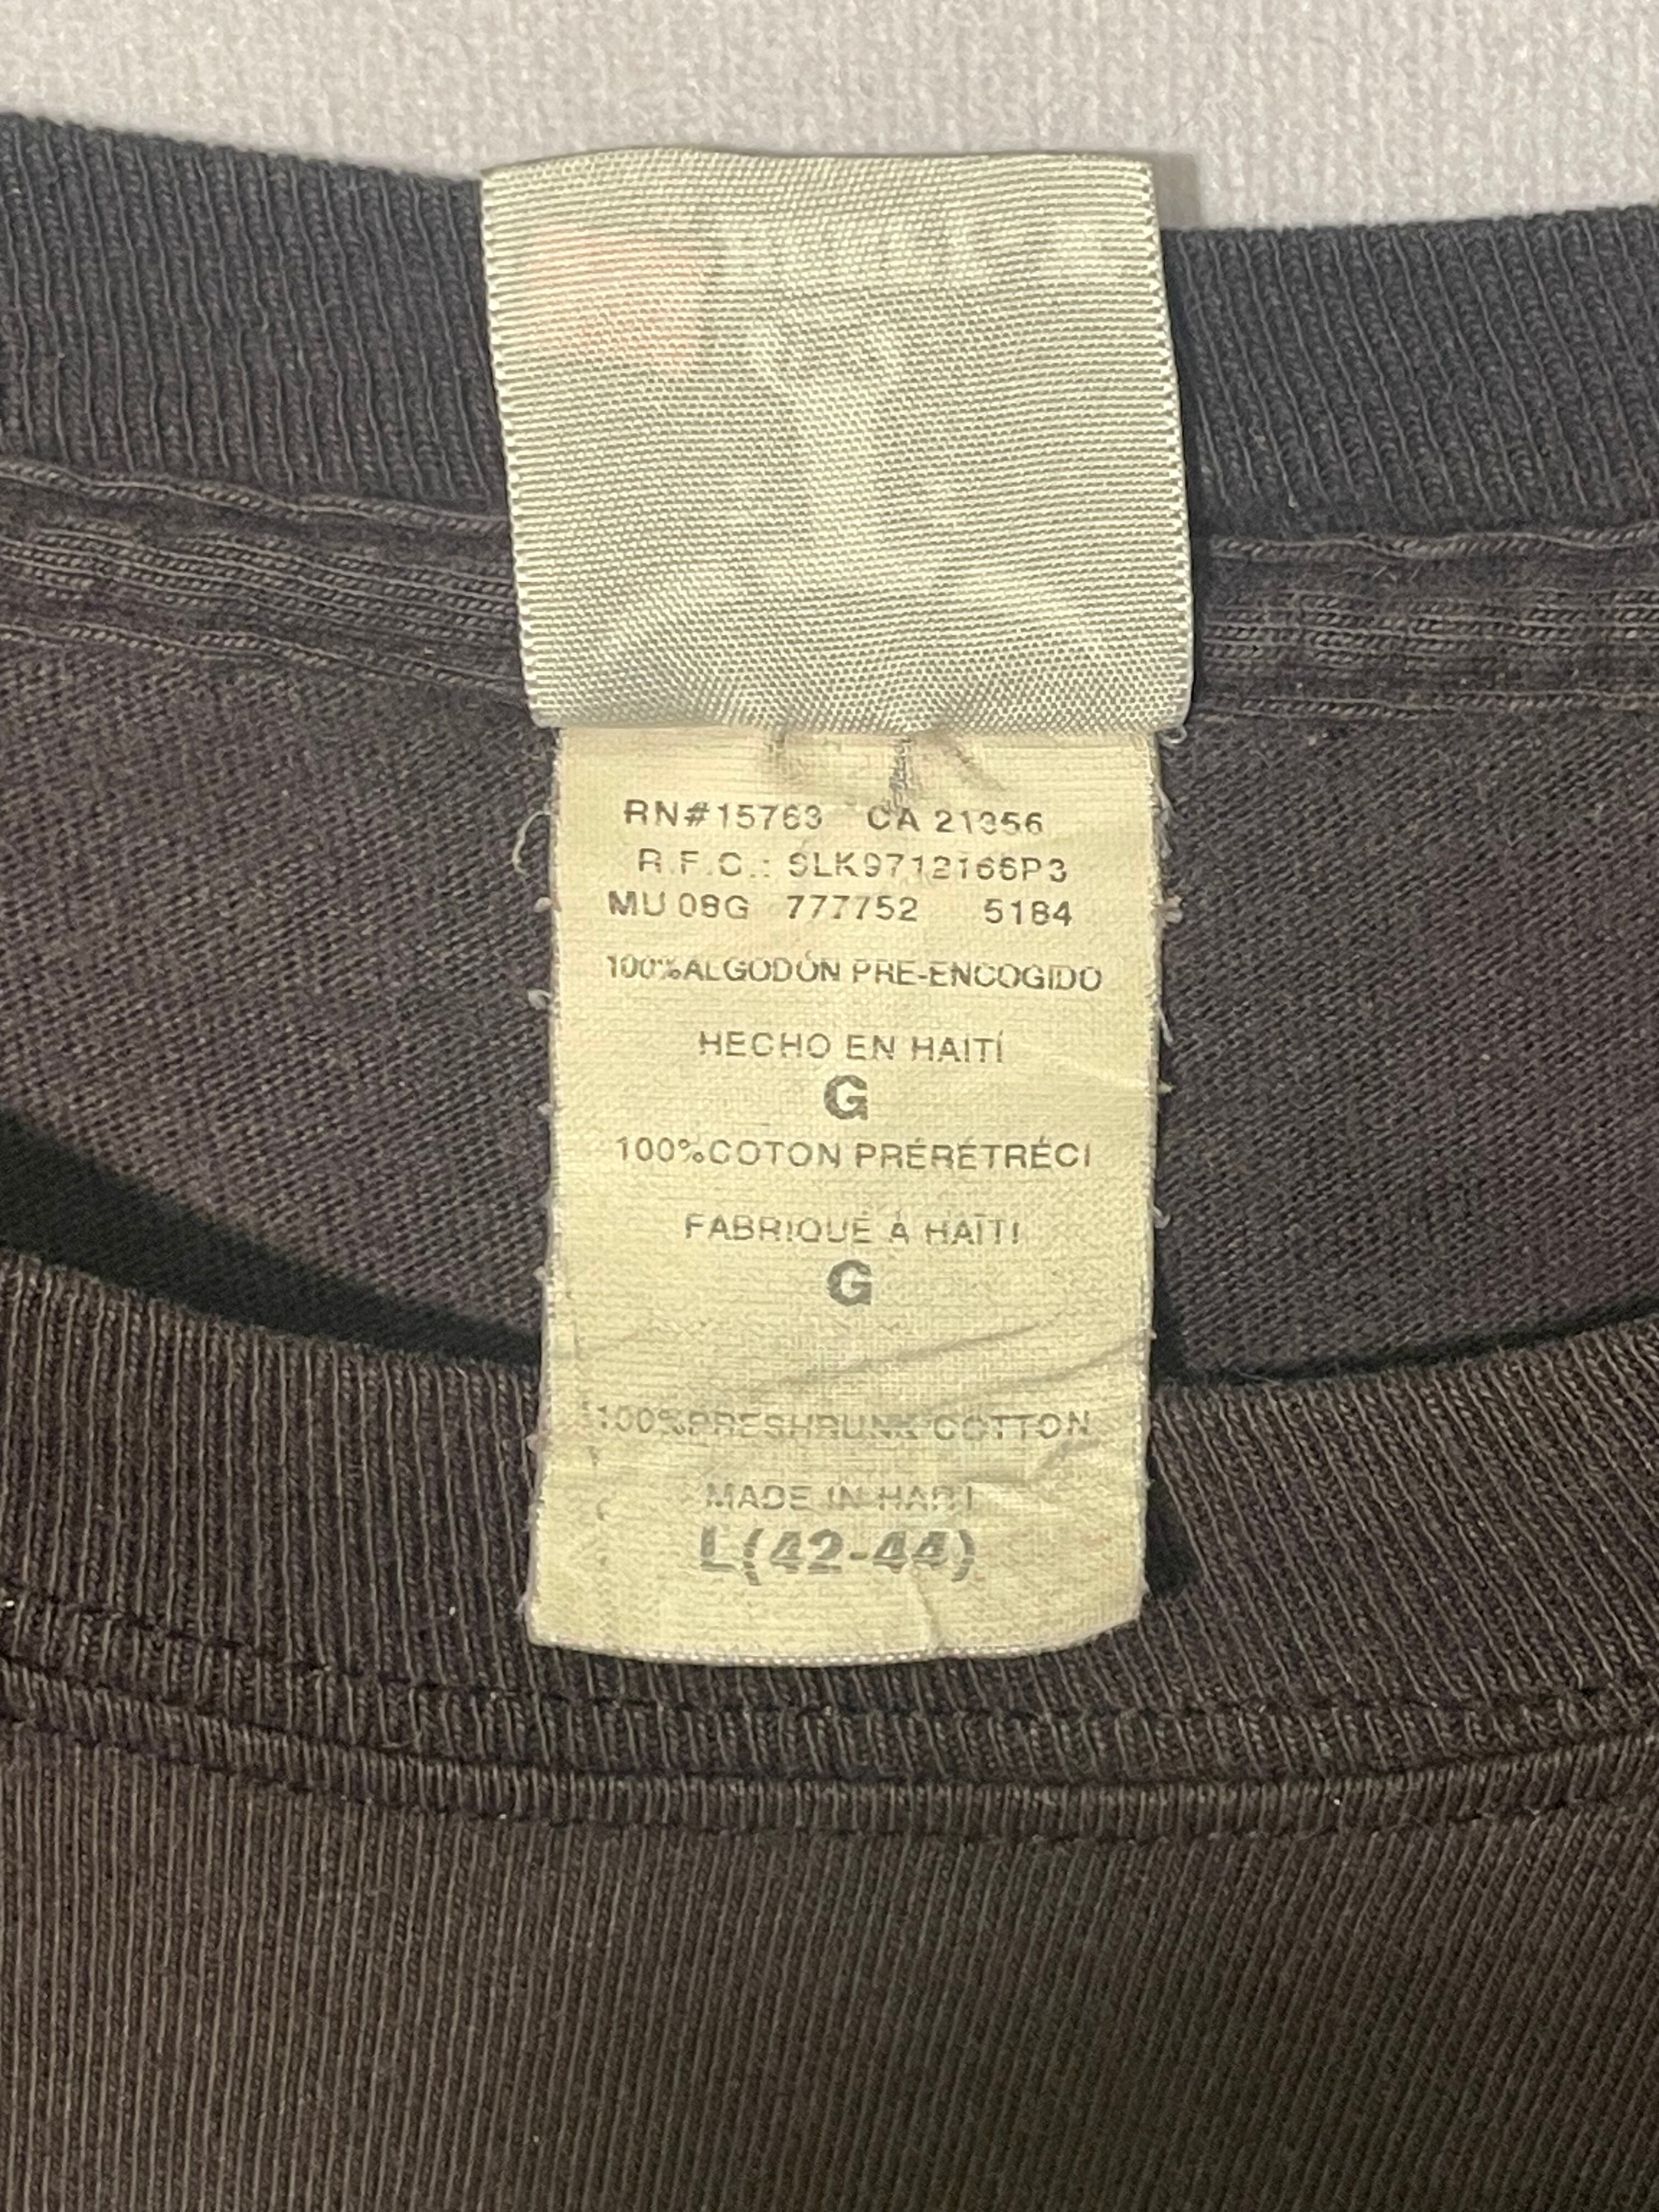 RN#15763 CA 21356
R.F.C.: SLK9712166P3
MU 08G 777752 5184
100%ALGODÓN PRE-ENCOGIDO
HECHO EN HAITÍ
G
100%COTON PRÉRÉTRÉCI
FABRIQUÉ À HAÏTI
G
100%PRESHRUNK COTTON
MADE IN HAITI
L(42-44)